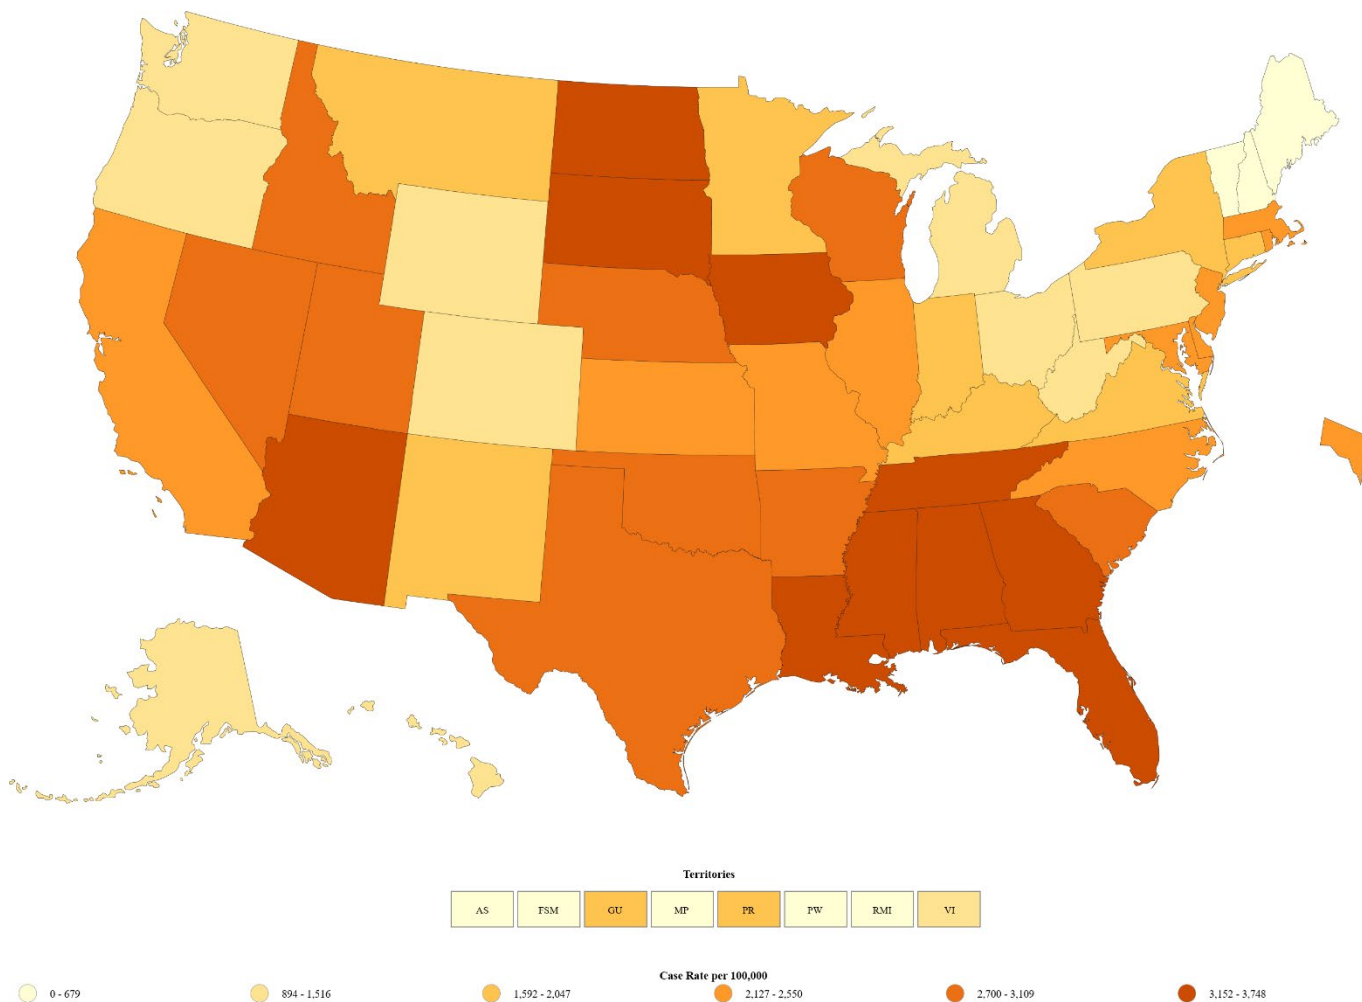 Territories
AS FSM GU MP PR PW RMI VI
Case Rate per 100,000
0 - 679 894 - 1,516 1,592 - 2,047 2,127 - 2,550 2,700 - 3,109 3,152 - 3,748